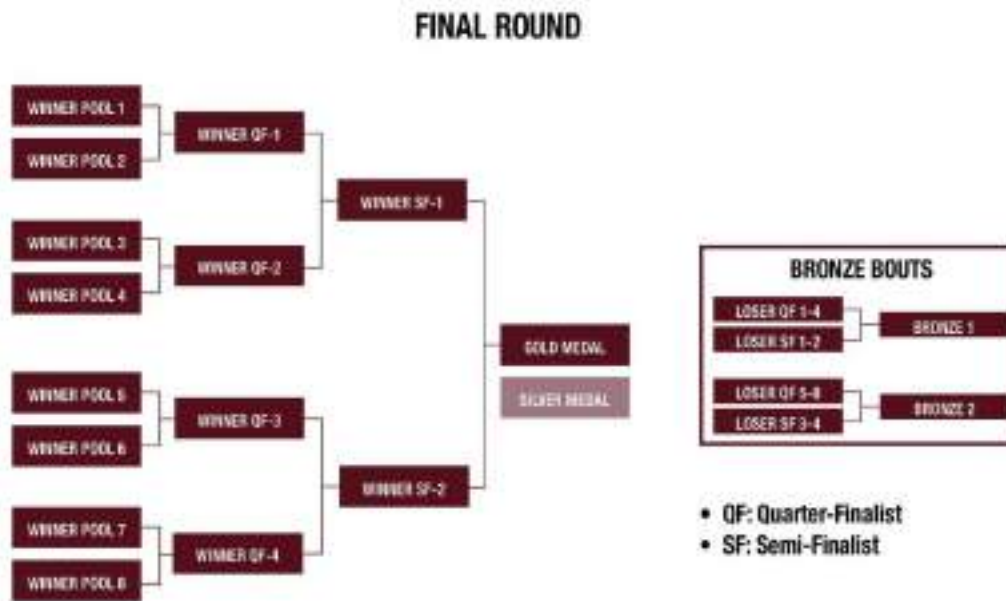 FINAL ROUND
WINNER POOL 1
WINNER POOL 2
WINNER POOL 3
WINNER POOL 4
WINNER POOL 5
WINNER POOL 6
WINNER POOL 7
WINNER POOL 8
WINNER QF-1
WINNER QF-2
WINNER QF-3
WINNER QF-4
WINNER SF-1
WINNER SF-2
GOLD MEDAL
SILVER MEDAL
BRONZE BOUTS
LOSER QF 1-4
LOSER SF 1-2
BRONZE 1
LOSER QF 5-8
LOSER SF 3-4
BRONZE 2
• QF: Quarter-Finalist
• SF: Semi-Finalist